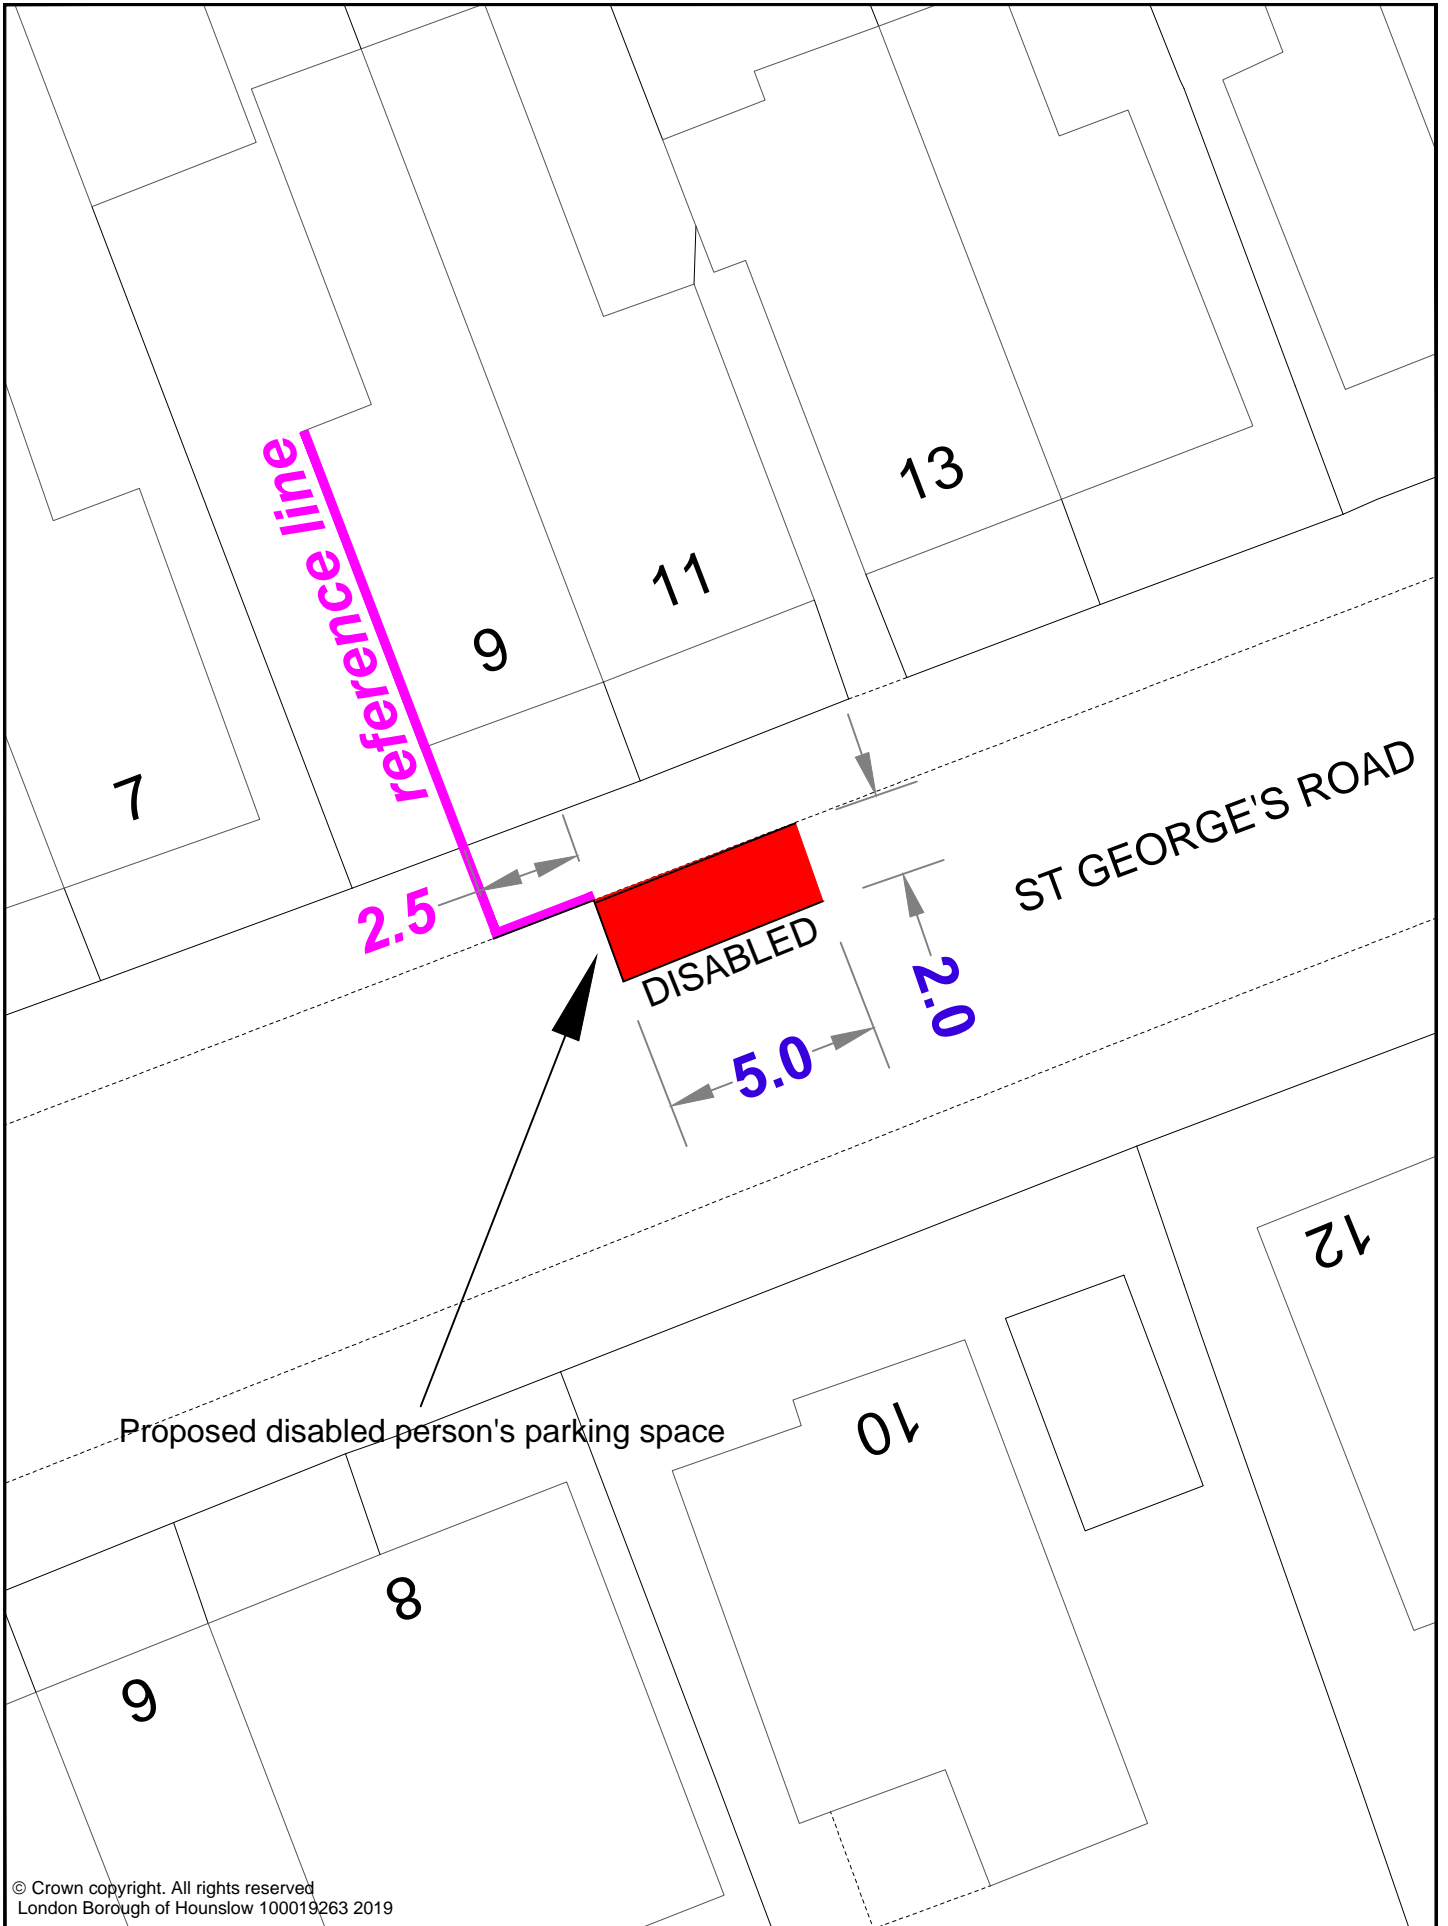 13
11
reference line
9
7
ST GEORGE'S ROAD
2.5
DISABLED
2.0
5.0
12
Proposed disabled person's parking space
10
8
6
© Crown copyright. All rights reserved
London Borough of Hounslow 100019263 2019